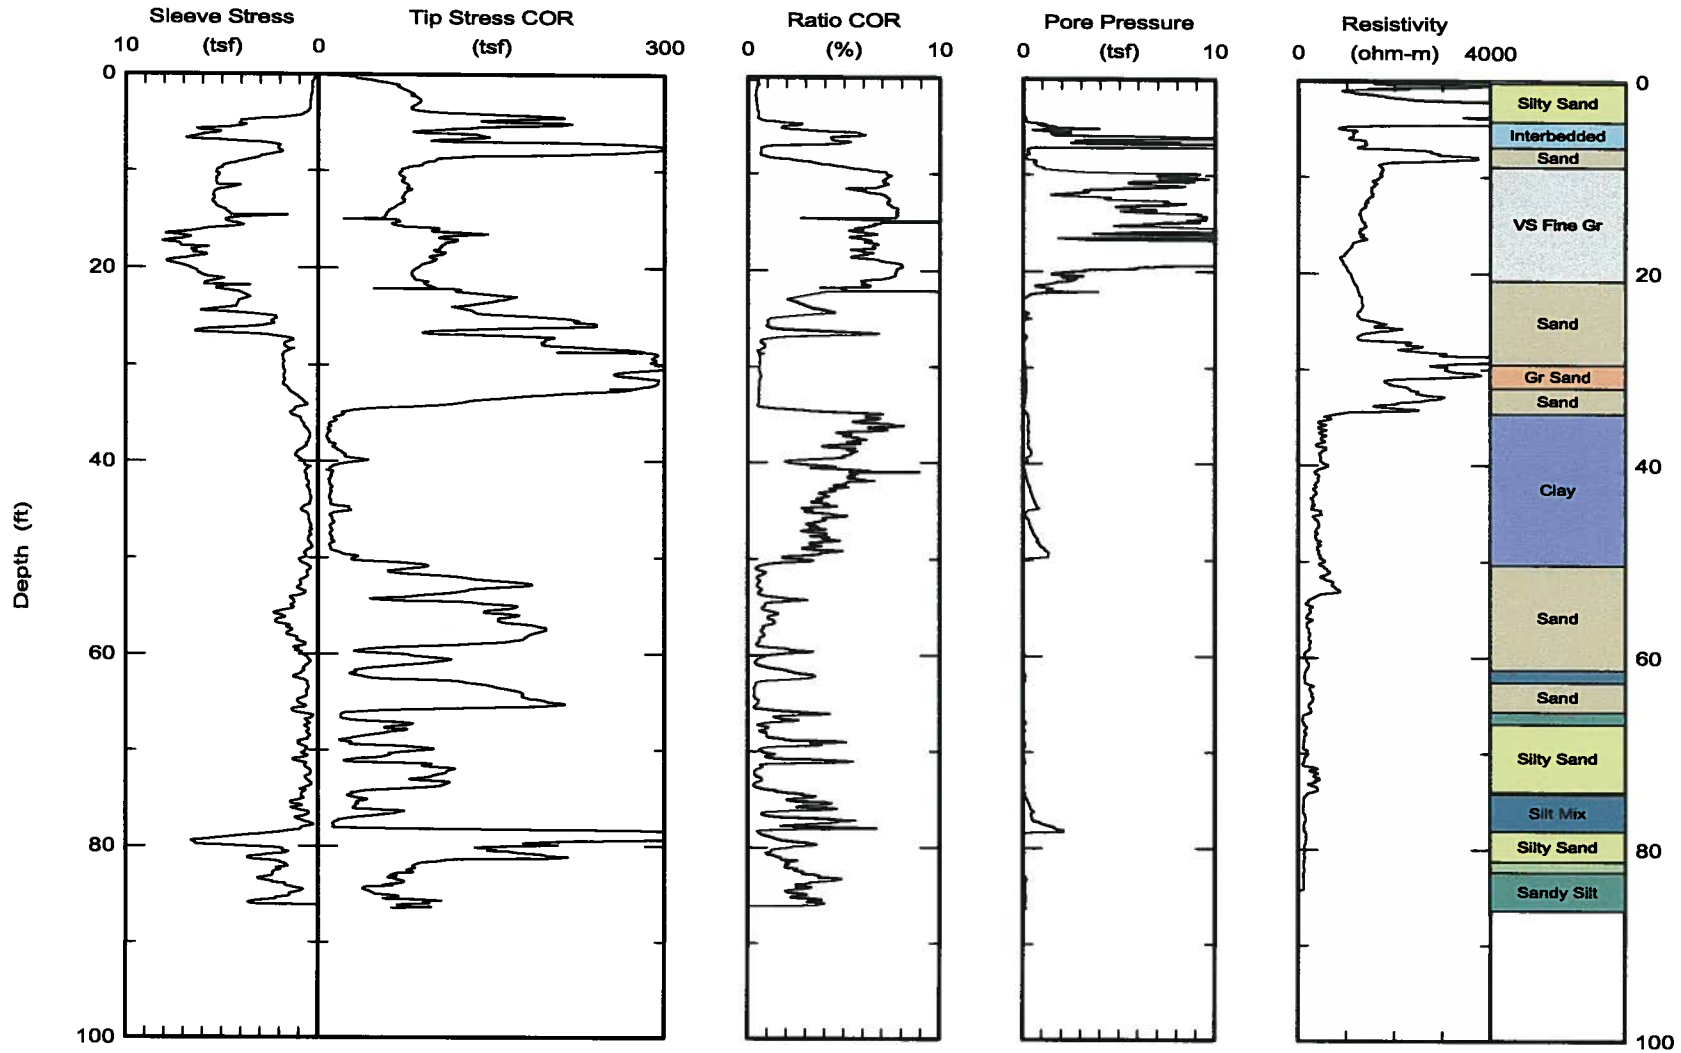 Sleeve Stress
(tsf)
10
Tip Stress COR
(tsf)
0
300
Ratio COR
(%)
0
10
Pore Pressure
(tsf)
0
10
Resistivity
(ohm-m)
0
4000
Depth (ft)
0
20
40
60
80
100
Silty Sand
Interbedded
Sand
VS Fine Gr
Sand
Gr Sand
Sand
Clay
Sand
Sand
Silty Sand
Silt Mix
Silty Sand
Sandy Silt
0
20
40
60
80
100